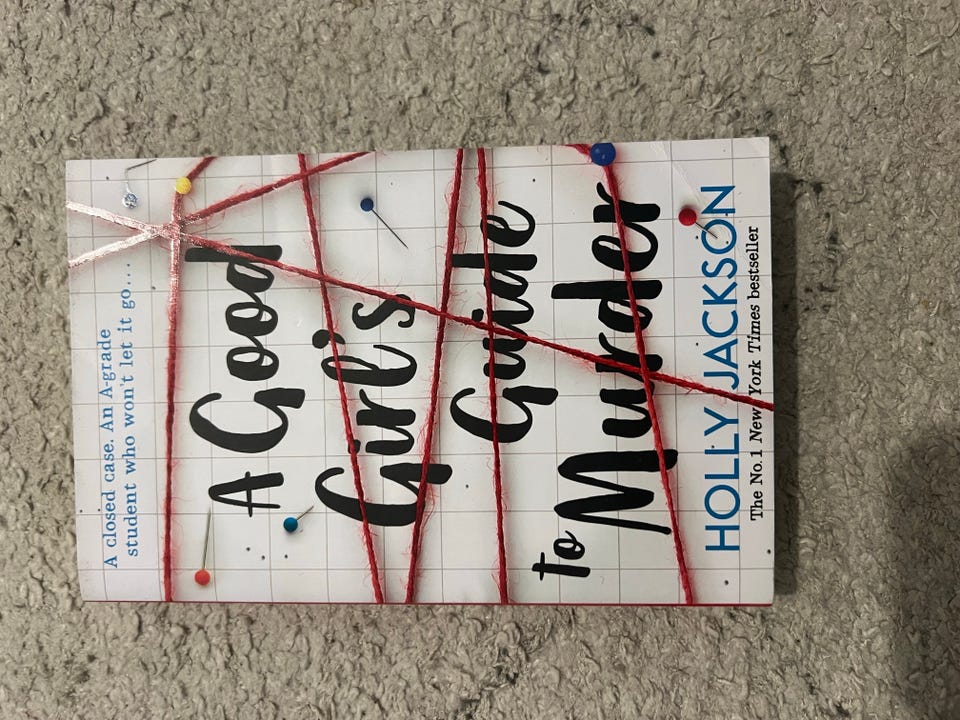 A closed case. An A-grade
student who won't let it go...
A Good
Girl's
Guide
to Murder
HOLLY JACKSON
The No.1 New York Times bestseller